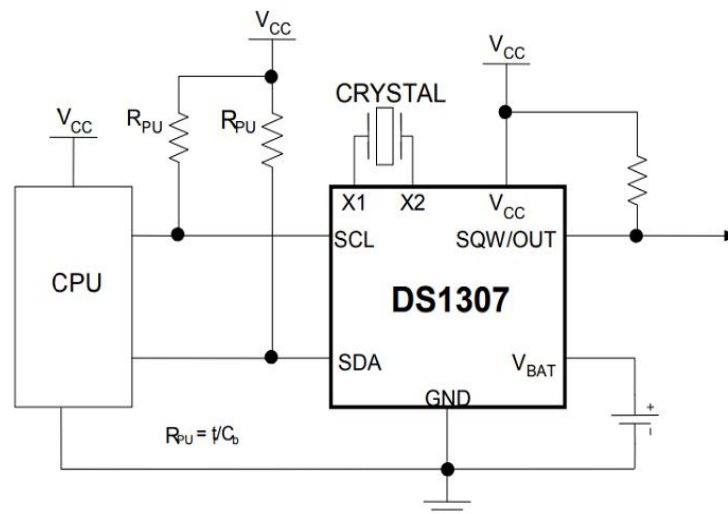 VCC
VCC
CRYSTAL
VCC
RPU
RPU
X1
X2
VCC
SCL
SQW/OUT
CPU
DS1307
SDA
VBAT
GND
+
-
RPU = t/Cb